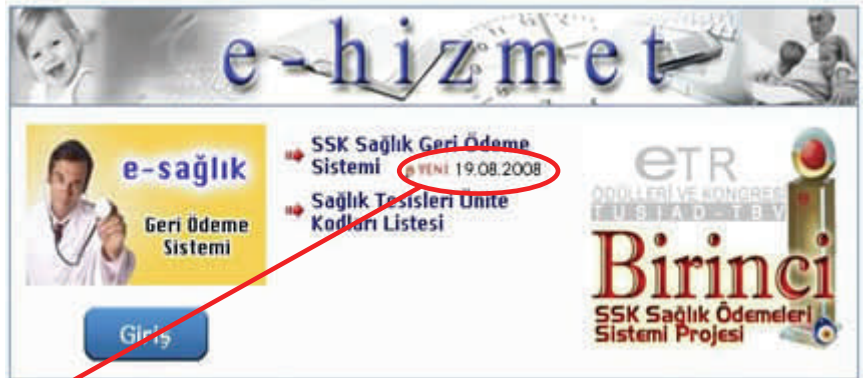 e-hizmet
e-sağlık
Geri Ödeme
Sistemi
Giriş
SSK Sağlık Geri Ödeme
Sistemi YENİ 19.08.2008
Sağlık Tesisleri Ünite
Kodları Listesi
eTR
ÖDÜLLERİ VE KONGRESİ
TÜSİAD-TBV
Birinci
SSK Sağlık Ödemeleri
Sistemi Projesi